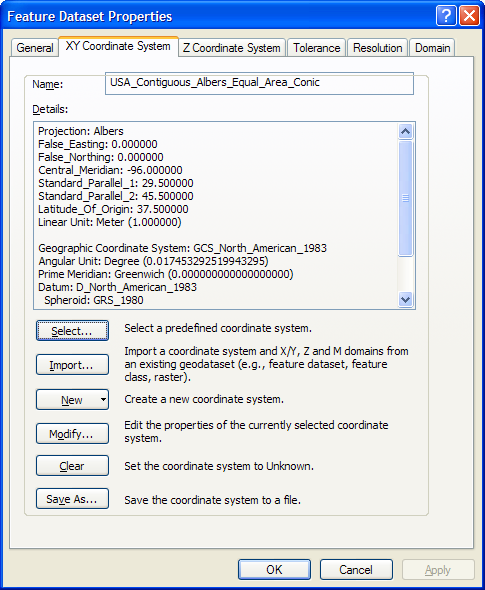 Feature Dataset Properties
General XY Coordinate System Z Coordinate System Tolerance Resolution Domain
Name: USA_Contiguous_Albers_Equal_Area_Conic
Details:
Projection: Albers
False_Easting: 0.000000
False_Northing: 0.000000
Central_Meridian: -96.000000
Standard_Parallel_1: 29.500000
Standard_Parallel_2: 45.500000
Latitude_Of_Origin: 37.500000
Linear Unit: Meter (1.000000)
Geographic Coordinate System: GCS_North_American_1983
Angular Unit: Degree (0.017453292519943295)
Prime Meridian: Greenwich (0.000000000000000000)
Datum: D_North_American_1983
Spheroid: GRS_1980
Select... Select a predefined coordinate system.
Import... Import a coordinate system and X/Y, Z and M domains from
an existing geodataset (e.g., feature dataset, feature
class, raster).
New Create a new coordinate system.
Modify... Edit the properties of the currently selected coordinate
system.
Clear Set the coordinate system to Unknown.
Save As... Save the coordinate system to a file.
OK Cancel Apply